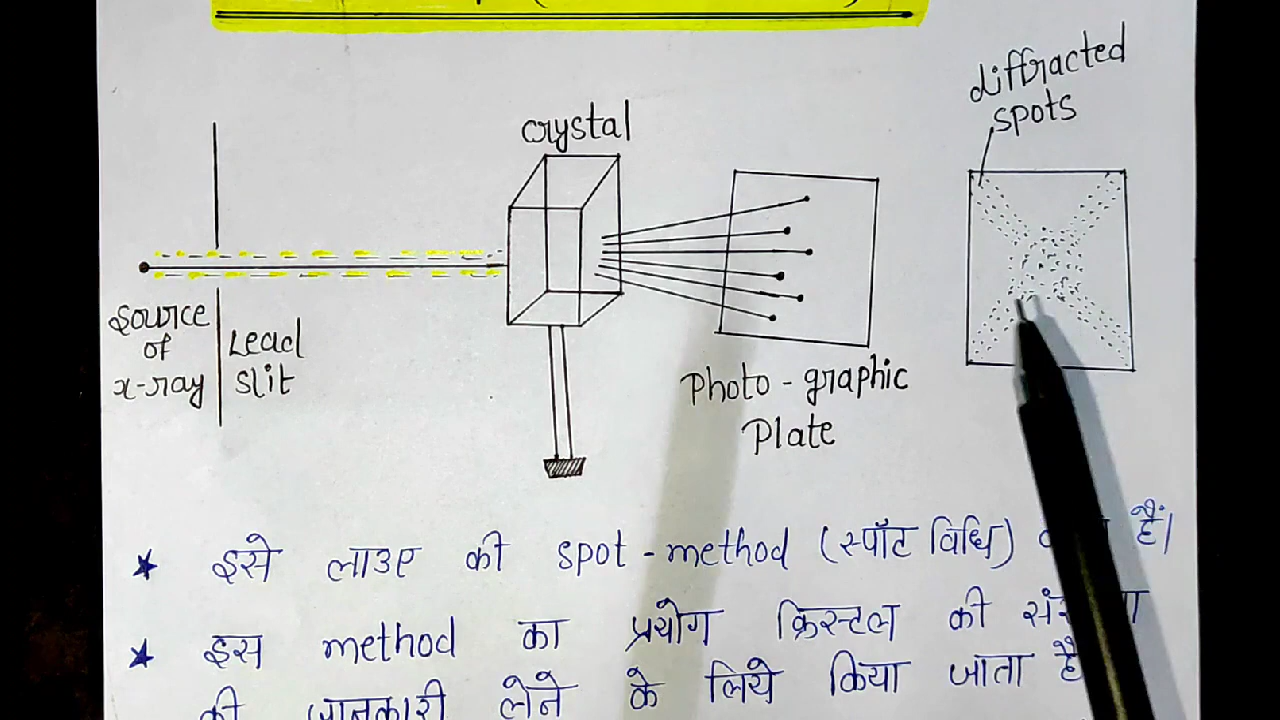 diffracted
spots
crystal
source
of
x-ray
Lead
slit
Photo-graphic
Plate
★ इसे लाउए की spot-method (स्पॉट विधि) हैं।
★ इस method का प्रयोग क्रिस्टल की
की जानकारी लेने के लिये किया जाता है